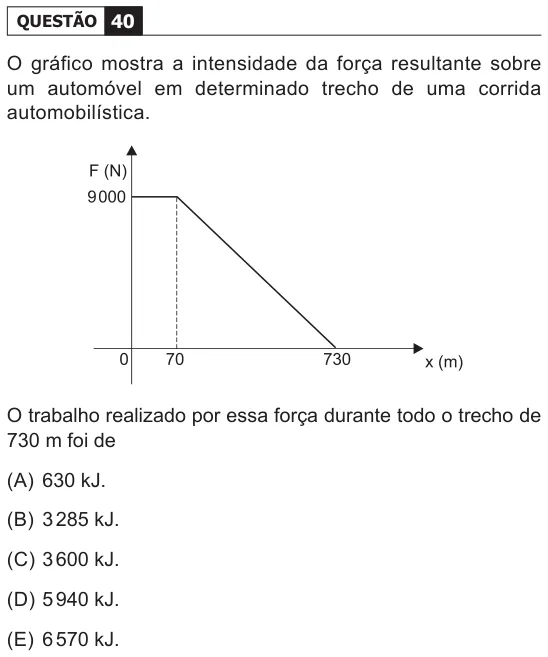 QUESTÃO 40
O gráfico mostra a intensidade da força resultante sobre
um automóvel em determinado trecho de uma corrida
automobilística.
F (N)
9000
0
70
730
x (m)
O trabalho realizado por essa força durante todo o trecho de
730 m foi de
(A) 630 kJ.
(B) 3285 kJ.
(C) 3600 kJ.
(D) 5940 kJ.
(E) 6570 kJ.